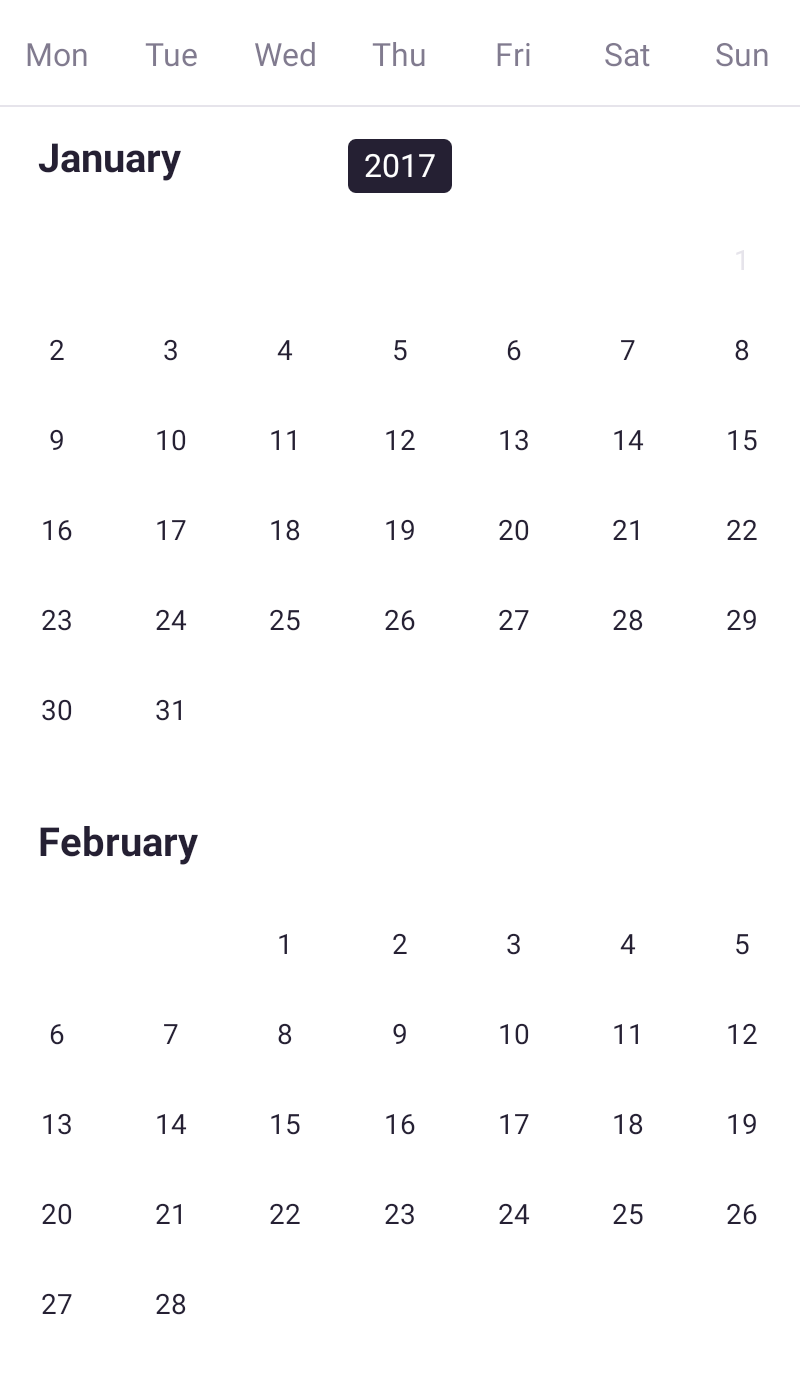 Mon Tue Wed Thu Fri Sat Sun
January 2017
1
2 3 4 5 6 7 8
9 10 11 12 13 14 15
16 17 18 19 20 21 22
23 24 25 26 27 28 29
30 31
February
1 2 3 4 5
6 7 8 9 10 11 12
13 14 15 16 17 18 19
20 21 22 23 24 25 26
27 28